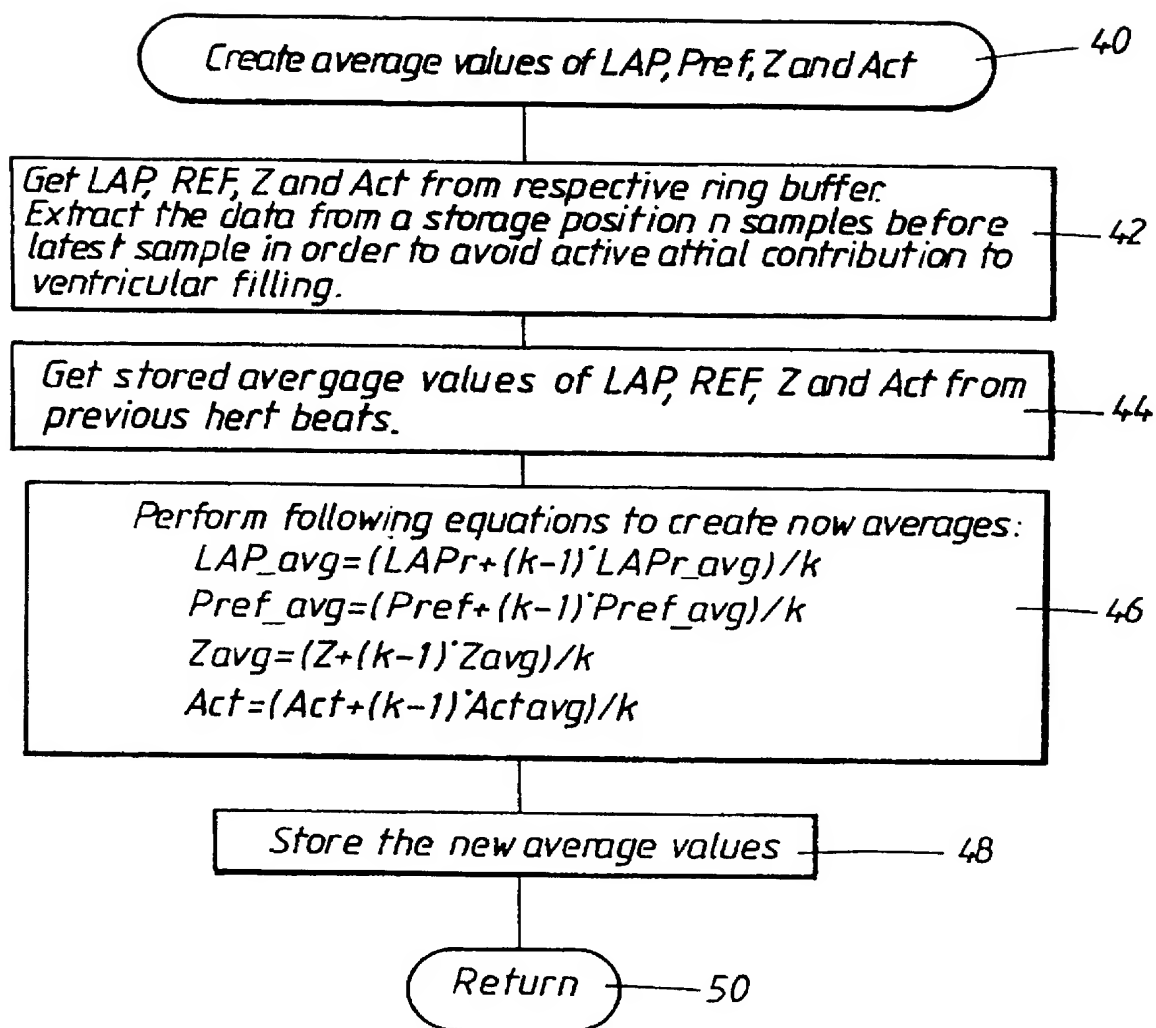 Create average values of LAP, Pref, Z and Act
40
Get LAP, REF, Z and Act from respective ring buffer.
Extract the data from a storage position n samples before
latest sample in order to avoid active attial contribution to
ventricular filling.
42
Get stored avergage values of LAP, REF, Z and Act from
previous hert beats.
44
Perform following equations to create now averages:
LAP_avg=(LAPr+(k-1)·LAPr_avg)/k
Pref_avg=(Pref+(k-1)·Pref_avg)/k
Zavg=(Z+(k-1)·Zavg)/k
Act=(Act+(k-1)·Actavg)/k
46
Store the new average values
48
Return
50